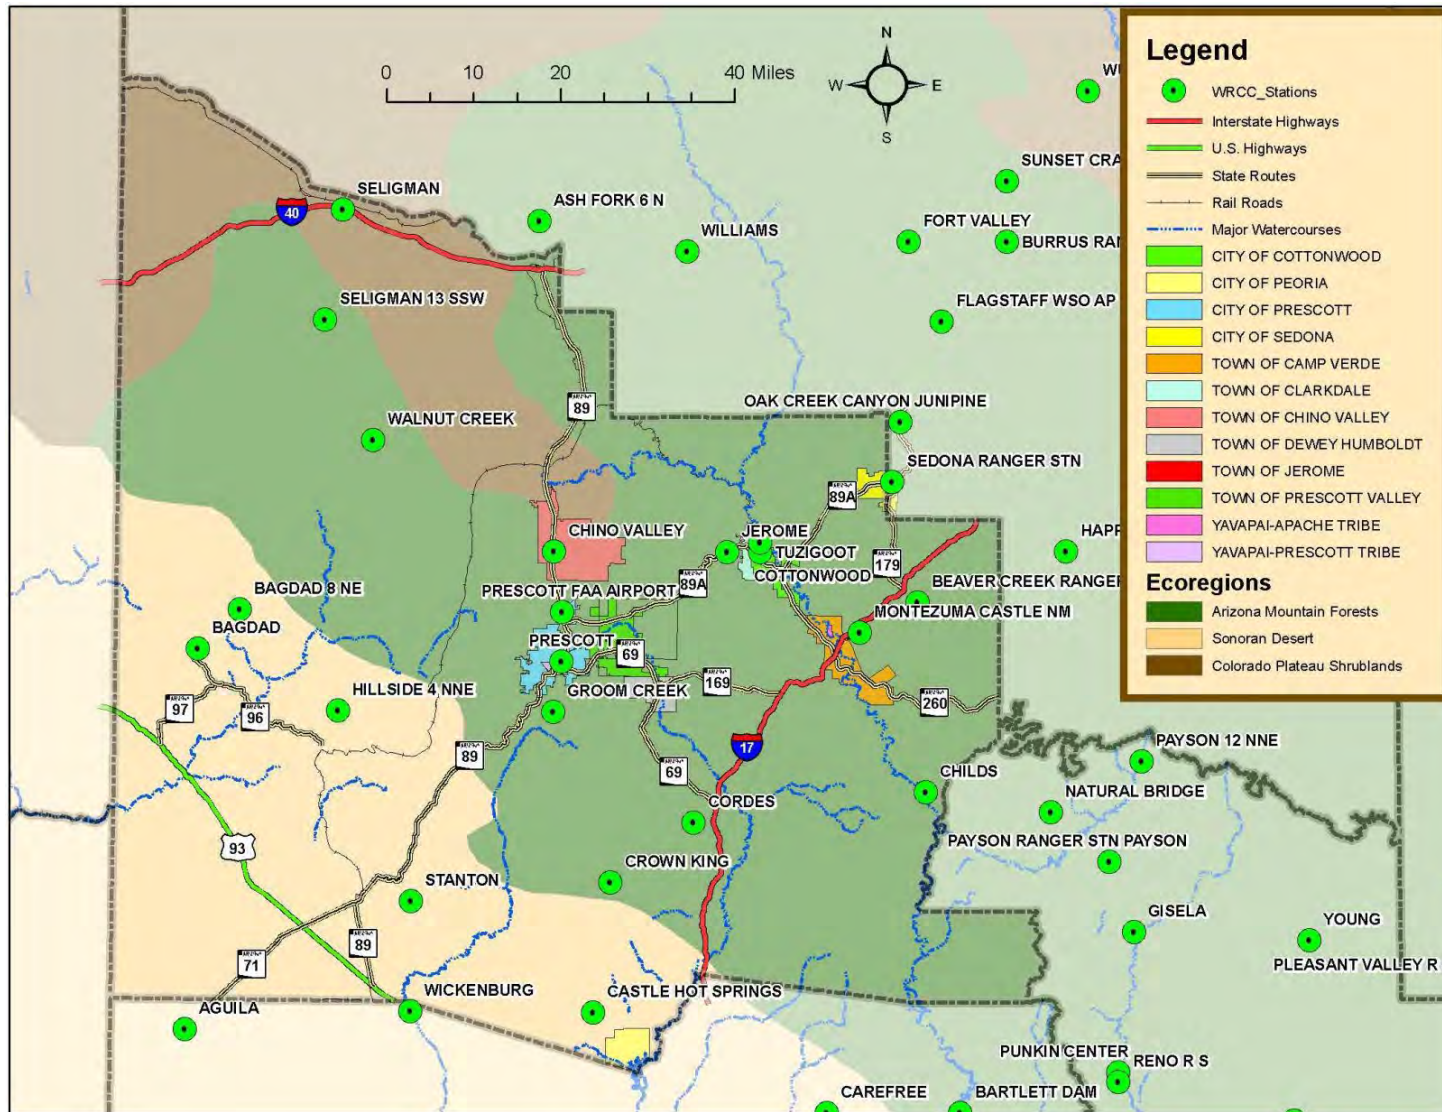 N
W
E
S
0
10
20
40 Miles
Legend
WRCC_Stations
Interstate Highways
U.S. Highways
State Routes
Rail Roads
Major Watercourses
CITY OF COTTONWOOD
CITY OF PEORIA
CITY OF PRESCOTT
CITY OF SEDONA
TOWN OF CAMP VERDE
TOWN OF CLARKDALE
TOWN OF CHINO VALLEY
TOWN OF DEWEY HUMBOLDT
TOWN OF JEROME
TOWN OF PRESCOTT VALLEY
YAVAPAI-APACHE TRIBE
YAVAPAI-PRESCOTT TRIBE
Ecoregions
Arizona Mountain Forests
Sonoran Desert
Colorado Plateau Shrublands
SUNSET CRA
SELIGMAN
40
ASH FORK 6 N
WILLIAMS
FORT VALLEY
BURRUS RAN
SELIGMAN 13 SSW
FLAGSTAFF WSO AP
89
OAK CREEK CANYON JUNIPINE
WALNUT CREEK
SEDONA RANGER STN
89A
CHINO VALLEY
JEROME
TUZIGOOT
COTTONWOOD
179
HAPP
BEAVER CREEK RANGER
BAGDAD 8 NE
PRESCOTT FAA AIRPORT
89A
MONTEZUMA CASTLE NM
BAGDAD
PRESCOTT
69
HILLSIDE 4 NNE
GROOM CREEK
169
97
96
260
89
17
69
PAYSON 12 NNE
CHILDS
NATURAL BRIDGE
CORDES
93
PAYSON RANGER STN PAYSON
CROWN KING
STANTON
GISELA
YOUNG
89
71
PLEASANT VALLEY R
WICKENBURG
CASTLE HOT SPRINGS
AGUILA
PUNKIN CENTER
RENO R S
CAREFREE
BARTLETT DAM